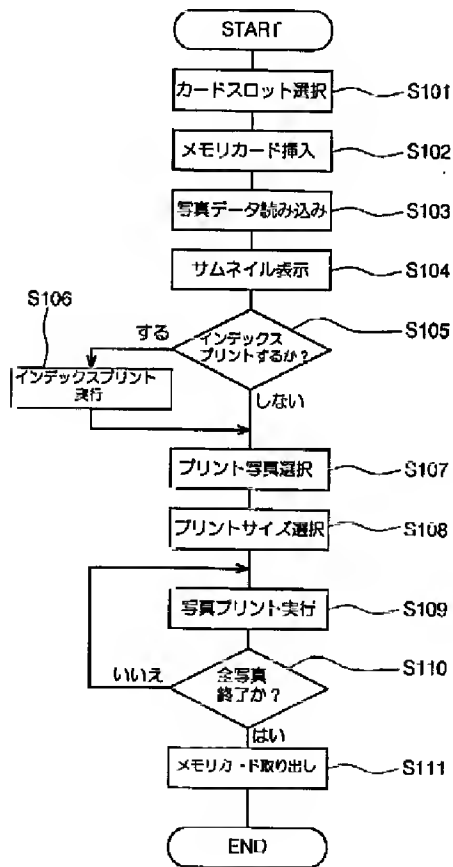 START
カードスロット選択
S101
メモリカード挿入
S102
写真データ読み込み
S103
サムネイル表示
S104
S106
する
インデックス
プリントするか?
S105
インデックスプリント
実行
しない
プリント写真選択
S107
プリントサイズ選択
S108
写真プリント実行
S109
いいえ
全写真
終了か?
S110
はい
メモリカード取り出し
S111
END